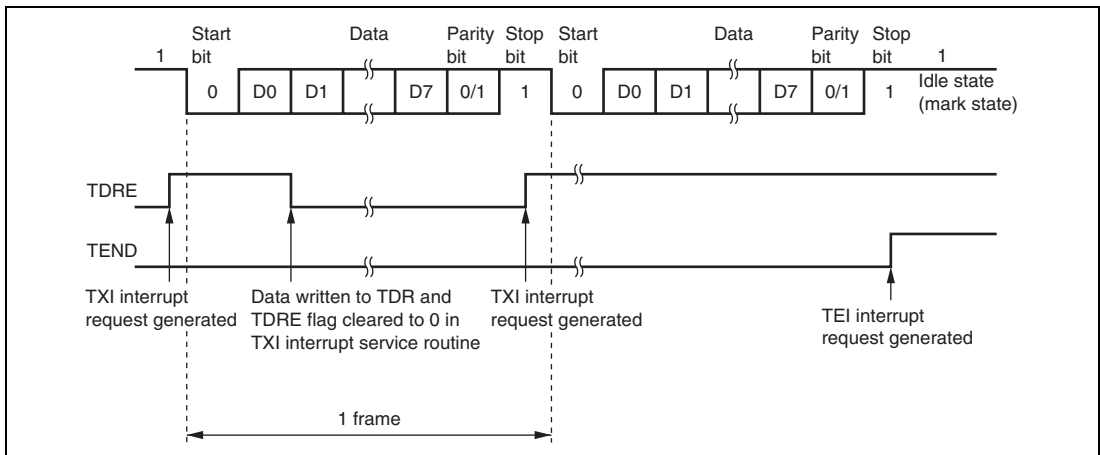 Start Data Parity Stop Start Data Parity Stop
1 bit bit bit bit bit bit 1
0 D0 D1 D7 0/1 1 0 D0 D1 D7 0/1 1 Idle state
(mark state)
TDRE
TEND
TXI interrupt
request generated
Data written to TDR and
TDRE flag cleared to 0 in
TXI interrupt service routine
TXI interrupt
request generated
TEI interrupt
request generated
1 frame